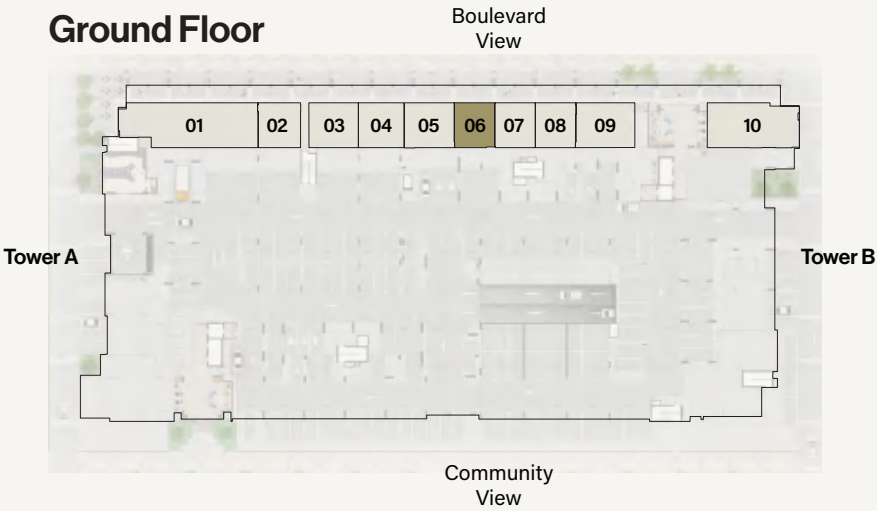 Ground Floor
Boulevard
View
01 02 03 04 05 06 07 08 09 10
Tower A
Tower B
Community
View